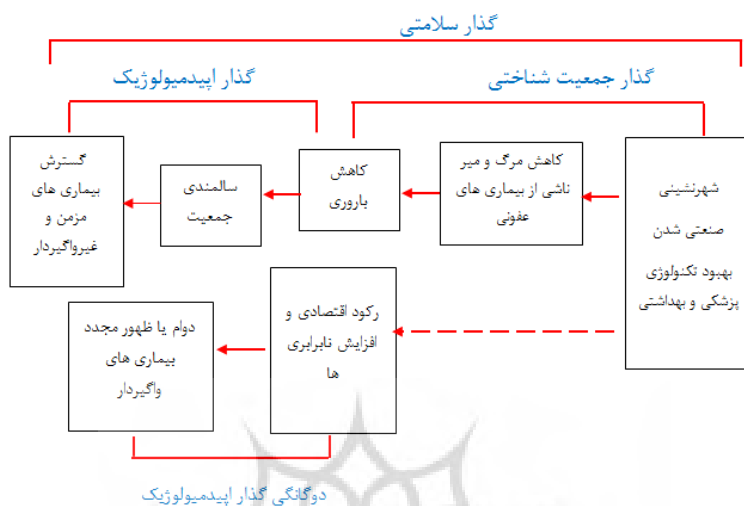 گذار سلامتی
گذار جمعیت شناختی
گذار اپیدمیولوژیک
شهرنشینی
صنعتی شدن
بهبود تکنولوژی
پزشکی و بهداشتی
کاهش مرگ و میر
ناشی از بیماری های
عفونی
کاهش
باروری
سالمندی
جمعیت
گسترش
بیماری های
مزمن و
غیرواگیردار
رکود اقتصادی و
افزایش نابرابری
ها
دوام یا ظهور مجدد
بیماری های
واگیردار
دوگانگی گذار اپیدمیولوژیک